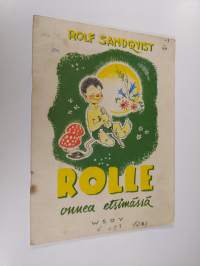 ROLF SANDQVIST
ROLLE
onnea etsimässä
WSOY